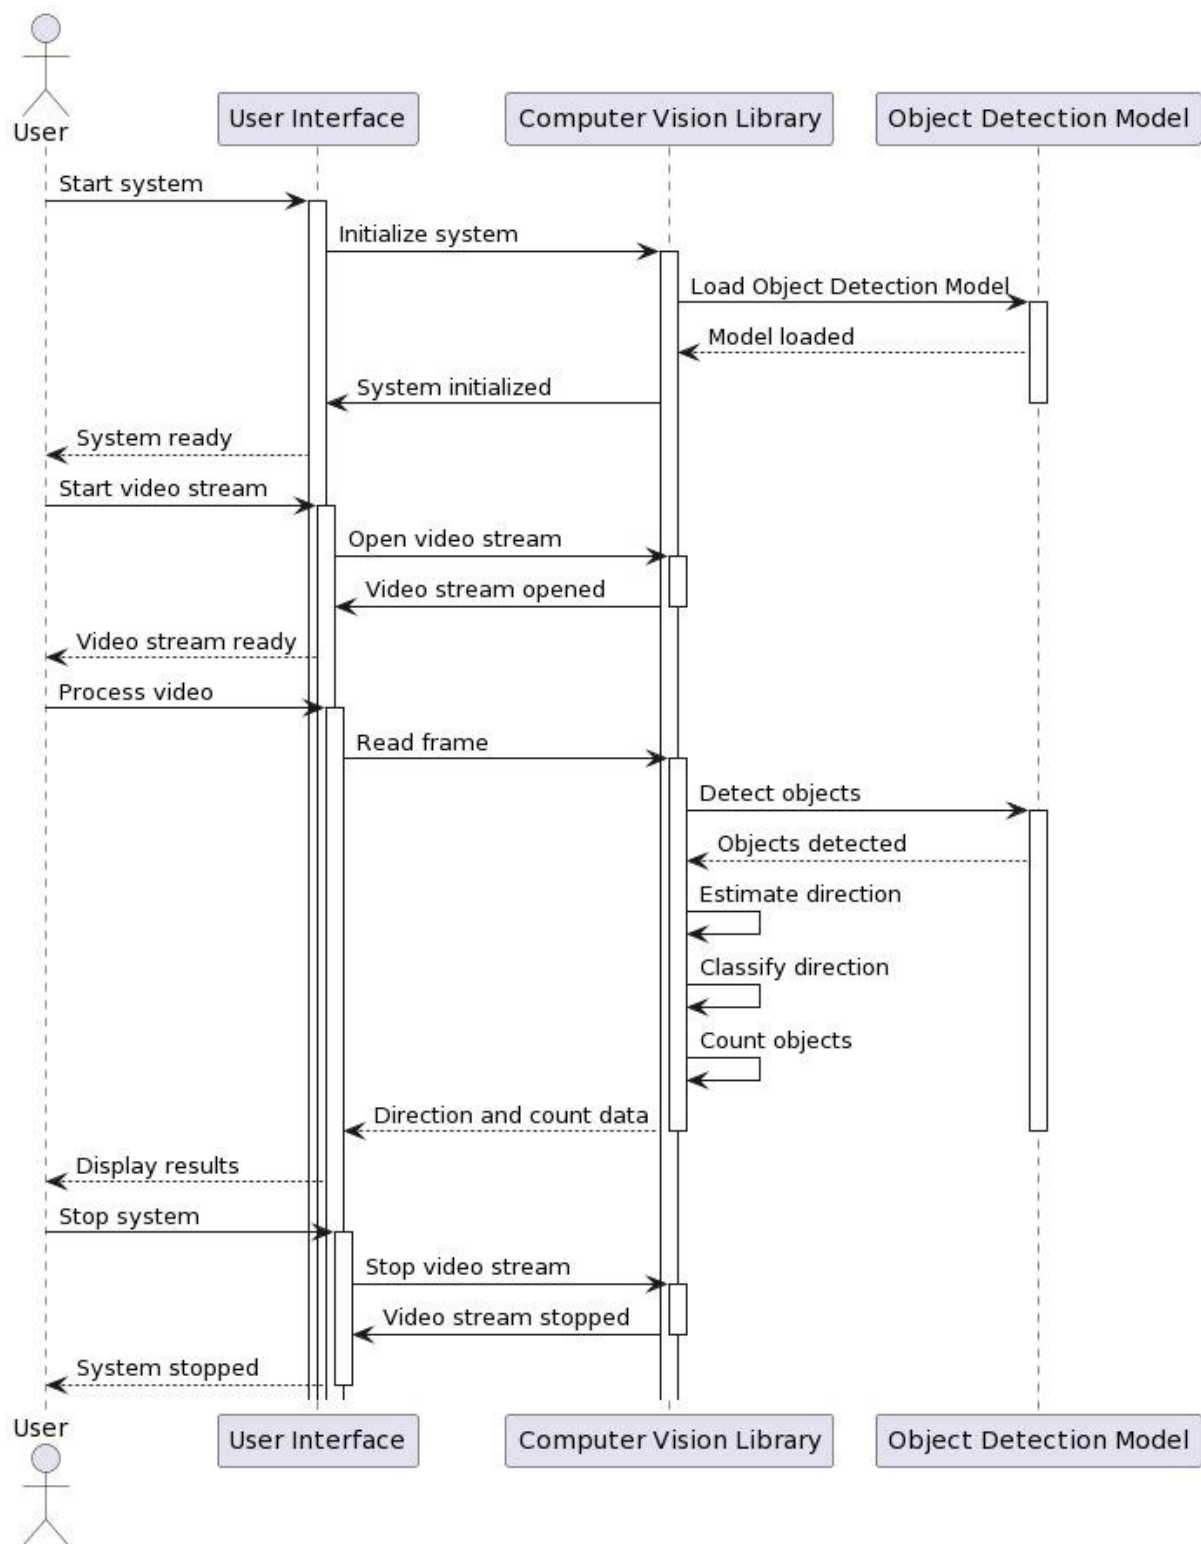 User
User Interface
Computer Vision Library
Object Detection Model
Start system
Initialize system
Load Object Detection Model
Model loaded
System initialized
System ready
Start video stream
Open video stream
Video stream opened
Video stream ready
Process video
Read frame
Detect objects
Objects detected
Estimate direction
Classify direction
Count objects
Direction and count data
Display results
Stop system
Stop video stream
Video stream stopped
System stopped
User
User Interface
Computer Vision Library
Object Detection Model